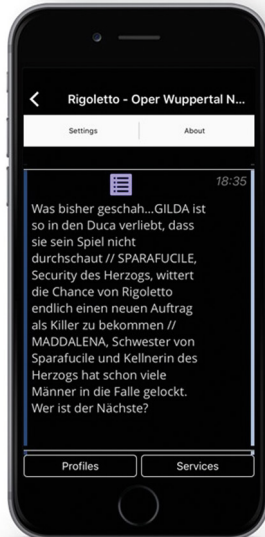 Rigoletto - Oper Wuppertal N...
Settings
About
18:35
Was bisher geschah...GILDA ist
so in den Duca verliebt, dass
sie sein Spiel nicht
durchschaut // SPARAFUCILE,
Security des Herzogs, wittert
die Chance von Rigoletto
endlich einen neuen Auftrag
als Killer zu bekommen //
MADDALENA, Schwester von
Sparafucile und Kellnerin des
Herzogs hat schon viele
Männer in die Falle gelockt.
Wer ist der Nächste?
Profiles
Services